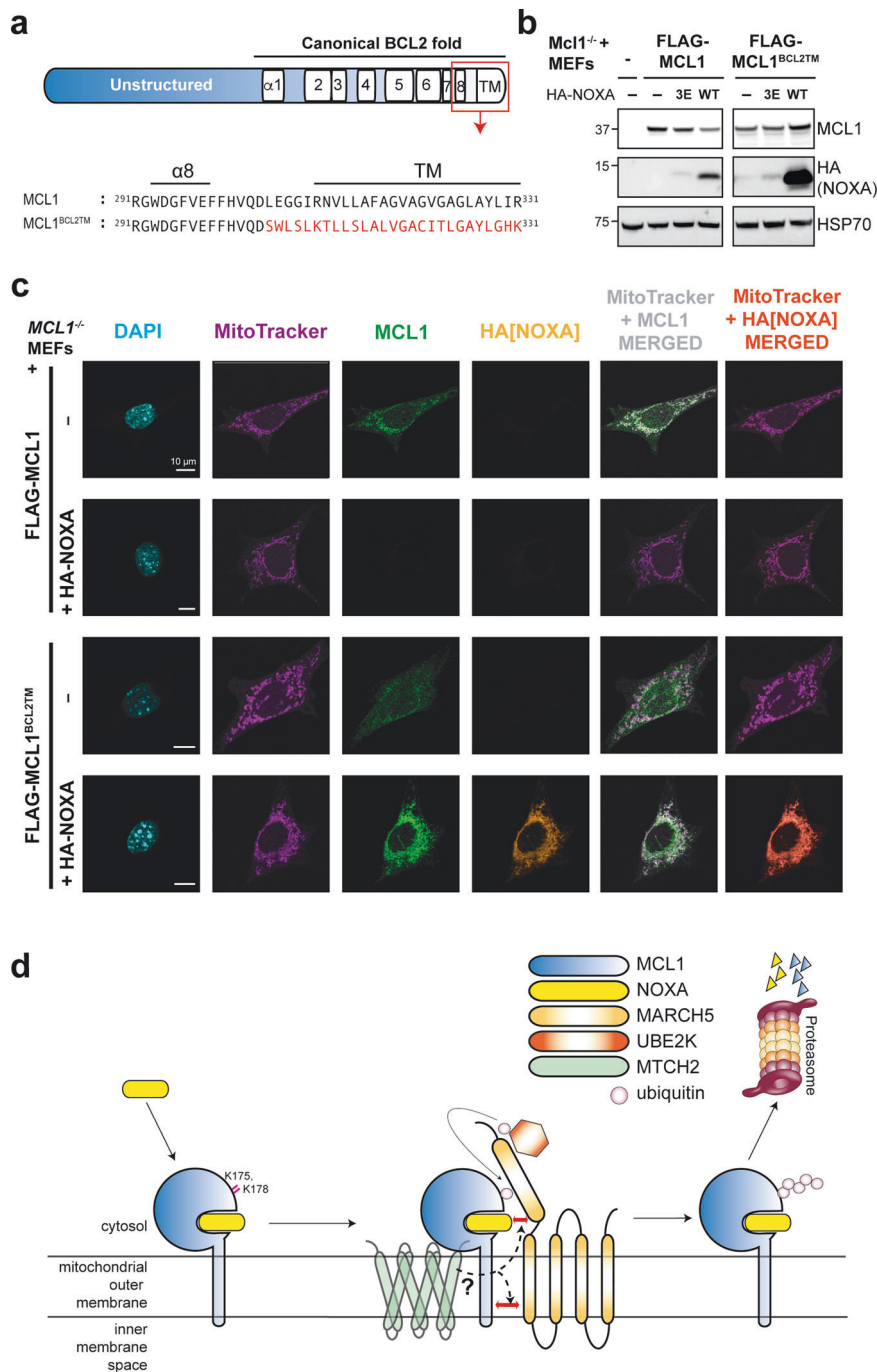 a
Canonical BCL2 fold
Unstructured α1 2 3 4 5 6 7 8 TM
α8 TM
MCL1 : 291RGWDGFVEFFHVQDLEGGIRNVLLAFAGVAGVGAGLAYLIR331
MCL1BCL2TM : 291RGWDGFVEFFHVQDSWLSLKTLLSLALVGACITLGAYLGHK331
b
Mcl1-/- + MEFs - FLAG-MCL1 FLAG-MCL1BCL2TM
HA-NOXA – 3E WT – 3E WT
37 MCL1
15 HA (NOXA)
75 HSP70
c
MCL1-/- MEFs +
DAPI
MitoTracker
MCL1
HA[NOXA]
MitoTracker + MCL1 MERGED
MitoTracker + HA[NOXA] MERGED
FLAG-MCL1
–
10 µm
+ HA-NOXA
FLAG-MCL1BCL2TM
–
+ HA-NOXA
d
MCL1
NOXA
MARCH5
UBE2K
MTCH2
ubiquitin
Proteasome
K175,
K178
cytosol
mitochondrial
outer
membrane
?
inner
membrane
space